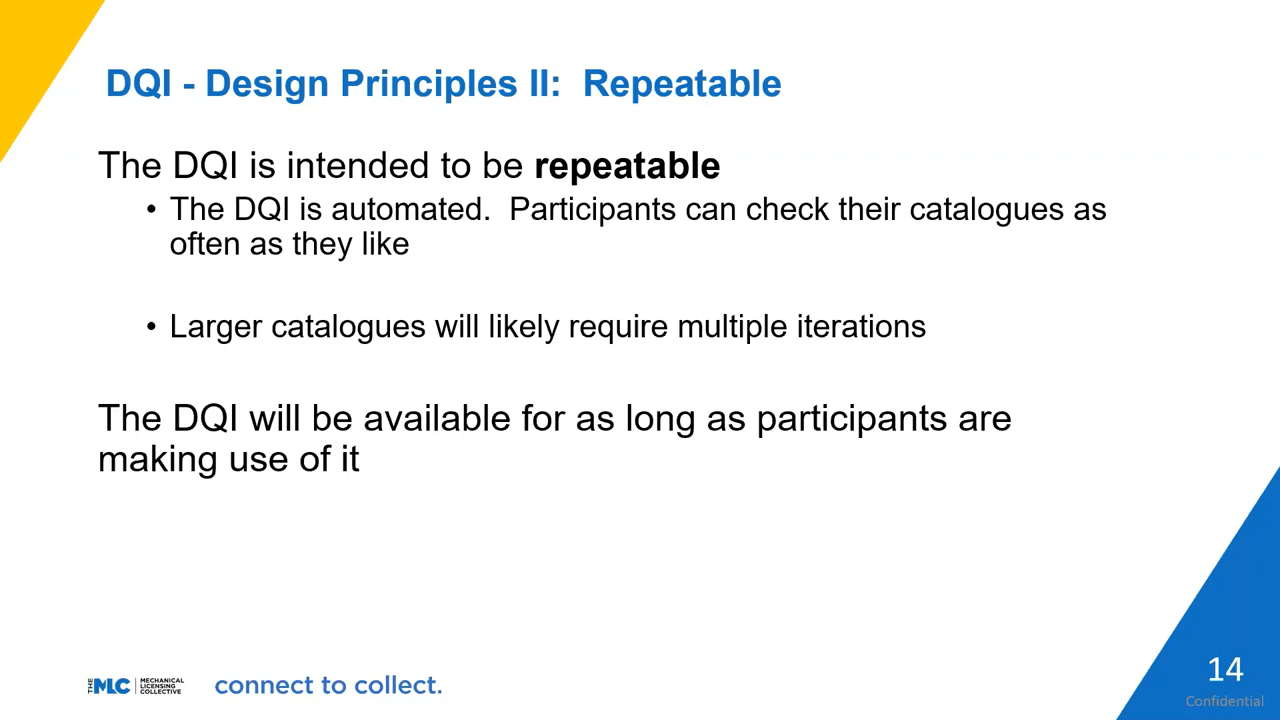 DQI - Design Principles II:  Repeatable
The DQI is intended to be repeatable
• The DQI is automated.  Participants can check their catalogues as
often as they like
• Larger catalogues will likely require multiple iterations
The DQI will be available for as long as participants are
making use of it
THE MLC | MECHANICAL
LICENSING
COLLECTIVE
connect to collect.
14
Confidential